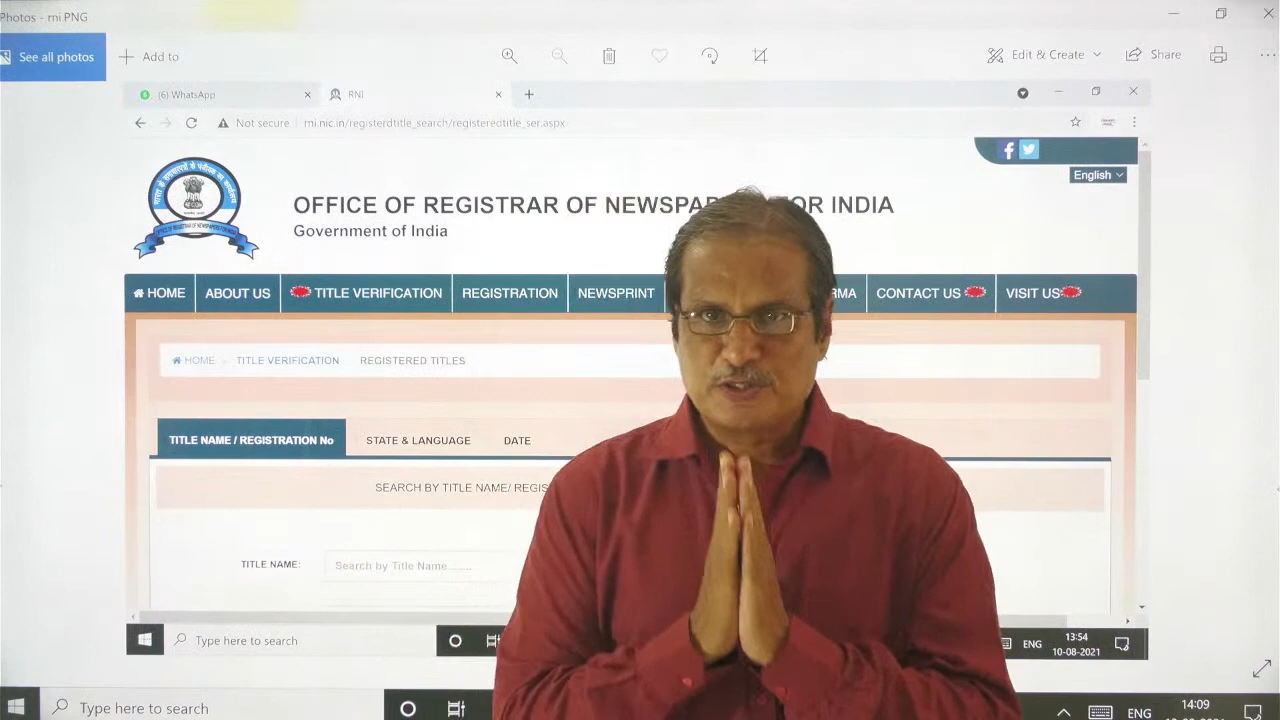 Photos - rni PNG
See all photos
Add to
Edit & Create
Share
(6) WhatsApp
RNI
Not secure
rni.nic.in/registerdtitle_search/registeredtitle_ser.aspx
English
OFFICE OF REGISTRAR OF NEWSPAP OR INDIA
Government of India
HOME
ABOUT US
TITLE VERIFICATION
REGISTRATION
NEWSPRINT
RMA
CONTACT US
VISIT US
HOME
TITLE VERIFICATION
REGISTERED TITLES
TITLE NAME / REGISTRATION No
STATE & LANGUAGE
DATE
SEARCH BY TITLE NAME/ REGIS
TITLE NAME:
Search by Title Name........
Type here to search
ENG
13:54
10-08-2021
Type here to search
ENG
14:09